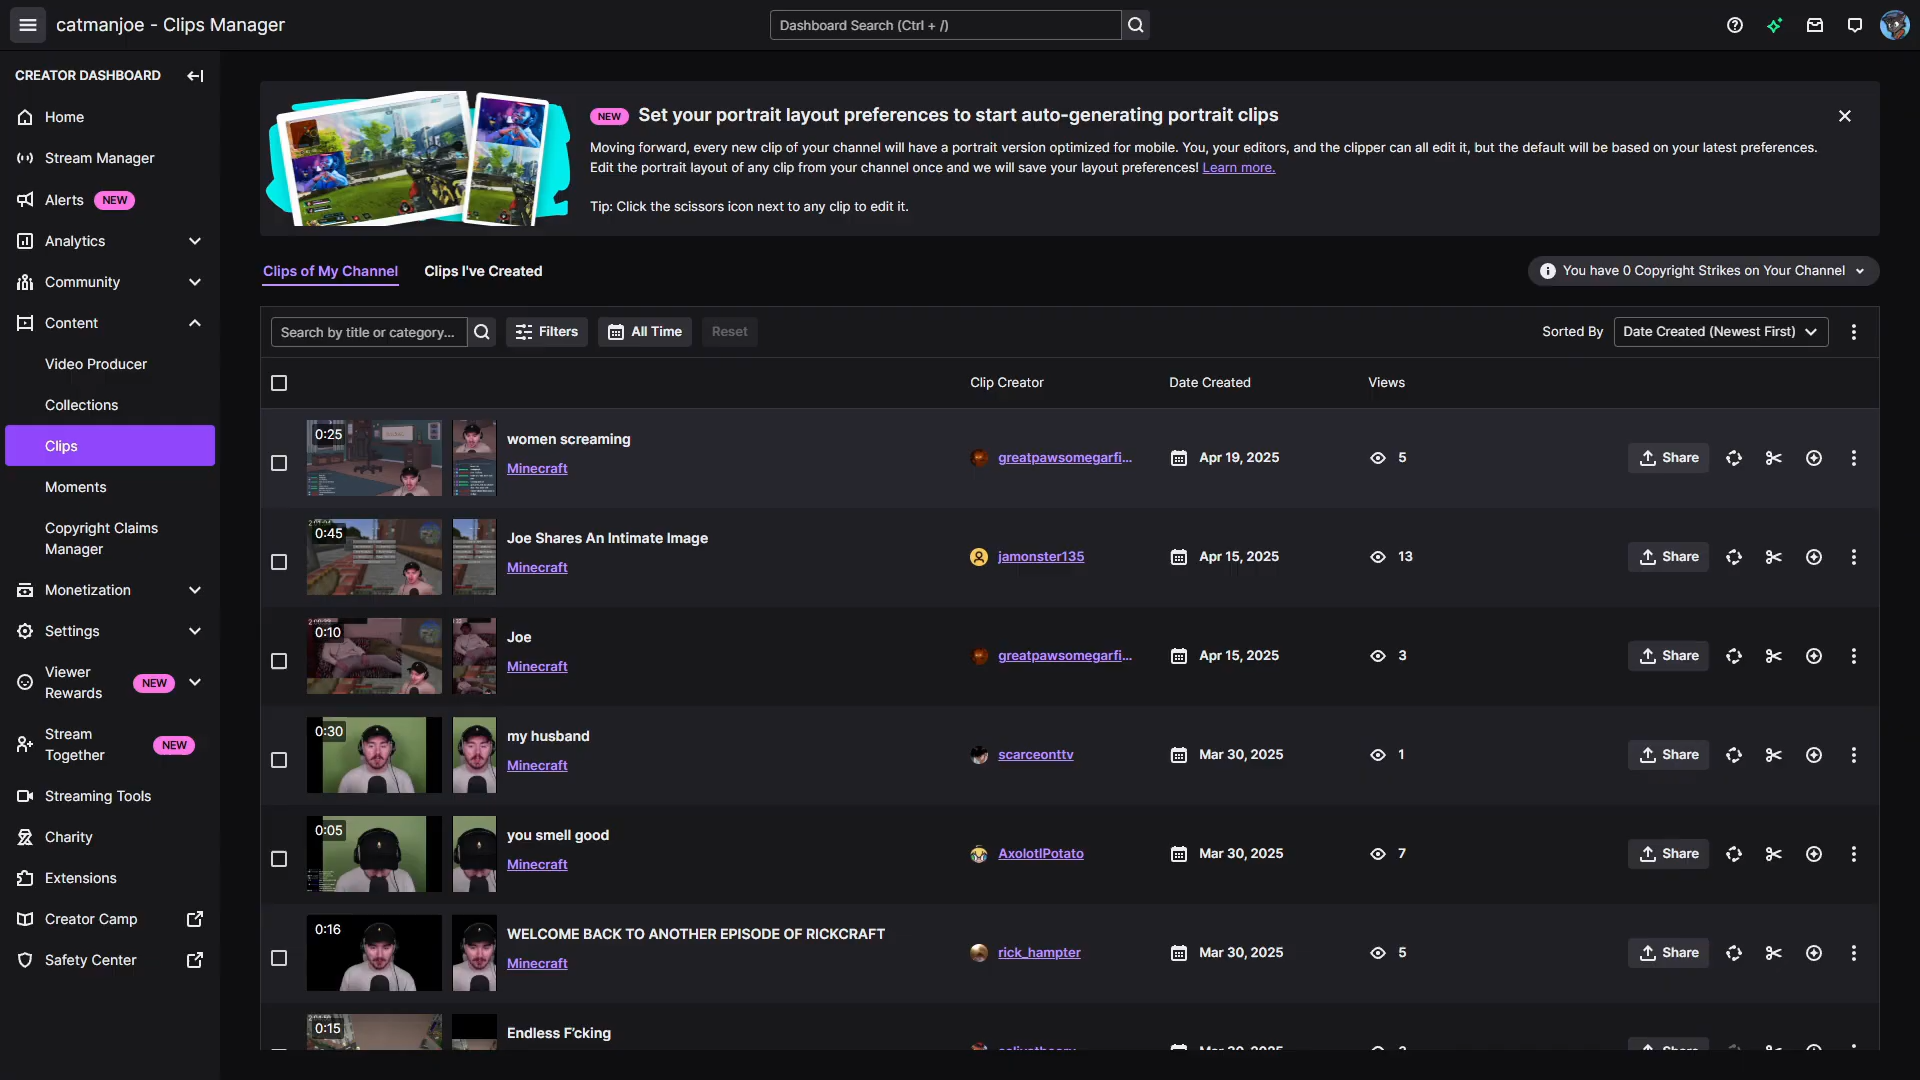 catmanjoe - Clips Manager
Dashboard Search (Ctrl + /)
CREATOR DASHBOARD
Home
Stream Manager
Alerts NEW
Analytics
Community
Content
Video Producer
Collections
Clips
Moments
Copyright Claims
Manager
Monetization
Settings
Viewer
Rewards NEW
Stream
Together NEW
Streaming Tools
Charity
Extensions
Creator Camp
Safety Center
NEW Set your portrait layout preferences to start auto-generating portrait clips
Moving forward, every new clip of your channel will have a portrait version optimized for mobile. You, your editors, and the clipper can all edit it, but the default will be based on your latest preferences.
Edit the portrait layout of any clip from your channel once and we will save your layout preferences! Learn more.
Tip: Click the scissors icon next to any clip to edit it.
Clips of My Channel Clips I've Created
You have 0 Copyright Strikes on Your Channel
Search by title or category... Filters All Time Reset
Sorted By Date Created (Newest First)
Clip Creator Date Created Views
0:25 women screaming
Minecraft
greatpawsomegarfi... Apr 19, 2025 5 Share
0:45 Joe Shares An Intimate Image
Minecraft
jamonster135 Apr 15, 2025 13 Share
0:10 Joe
Minecraft
greatpawsomegarfi... Apr 15, 2025 3 Share
0:30 my husband
Minecraft
scarceonttv Mar 30, 2025 1 Share
0:05 you smell good
Minecraft
AxolotlPotato Mar 30, 2025 7 Share
0:16 WELCOME BACK TO ANOTHER EPISODE OF RICKCRAFT
Minecraft
rick_hampter Mar 30, 2025 5 Share
0:15 Endless F'cking
Mar 30, 2025 Share